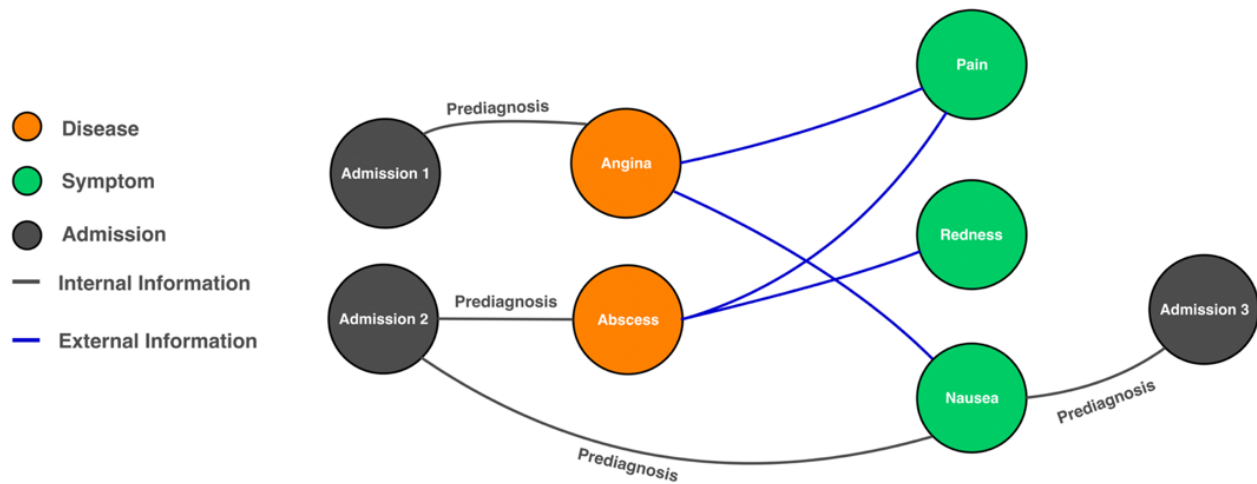 Disease
Symptom
Admission
Internal Information
External Information
Prediagnosis
Admission 1
Angina
Pain
Redness
Prediagnosis
Admission 2
Abscess
Admission 3
Nausea
Prediagnosis
Prediagnosis